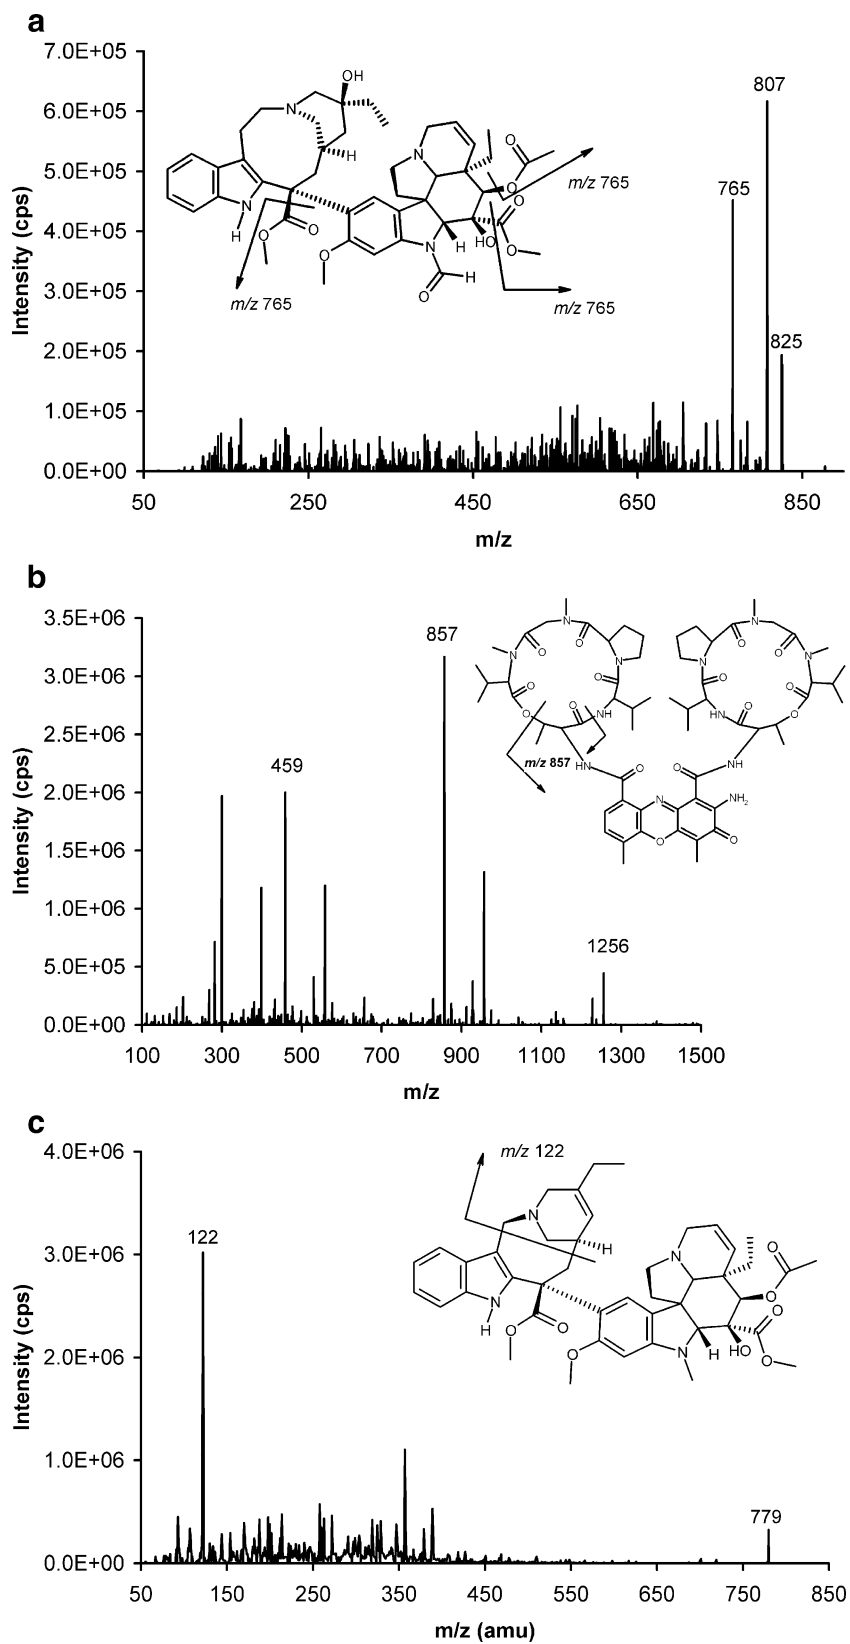 a
7.0E+05
6.0E+05
5.0E+05
4.0E+05
3.0E+05
2.0E+05
1.0E+05
0.0E+00
Intensity (cps)
50 250 450 650 850
m/z
807
765
825
OH
N
H
N
H
O
O
O
N
O
O
O
O
HO
H
N
O
H
m/z 765
m/z 765
m/z 765
b
3.5E+06
3.0E+06
2.5E+06
2.0E+06
1.5E+06
1.0E+06
5.0E+05
0.0E+00
Intensity (cps)
100 300 500 700 900 1100 1300 1500
m/z
857
459
1256
N
O
O
N
O
N
O
O
O
O
NH
HN
O
m/z 857
N
O
O
N
N
O
O
O
O
HN
O
NH
O
N
O
NH2
O
c
4.0E+06
3.0E+06
2.0E+06
1.0E+06
0.0E+00
Intensity (cps)
50 150 250 350 450 550 650 750 850
m/z (amu)
122
779
m/z 122
N
H
N
H
O
O
O
N
O
O
O
O
HO
H
N